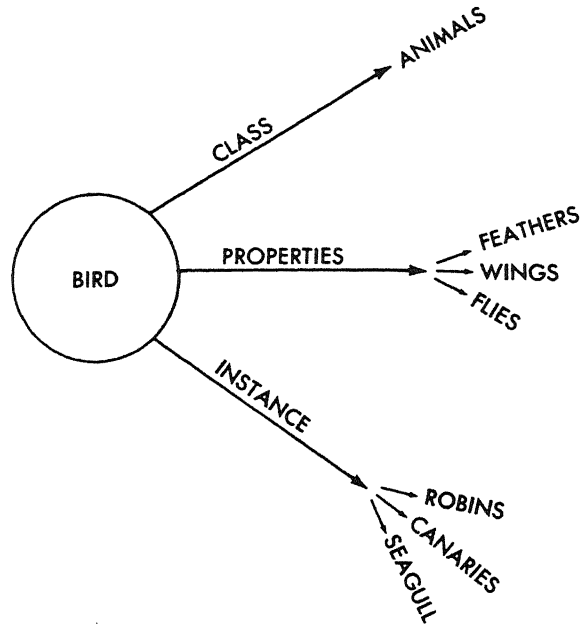 ANIMALS
CLASS
BIRD
PROPERTIES
FEATHERS
WINGS
FLIES
INSTANCE
ROBINS
CANARIES
SEAGULL